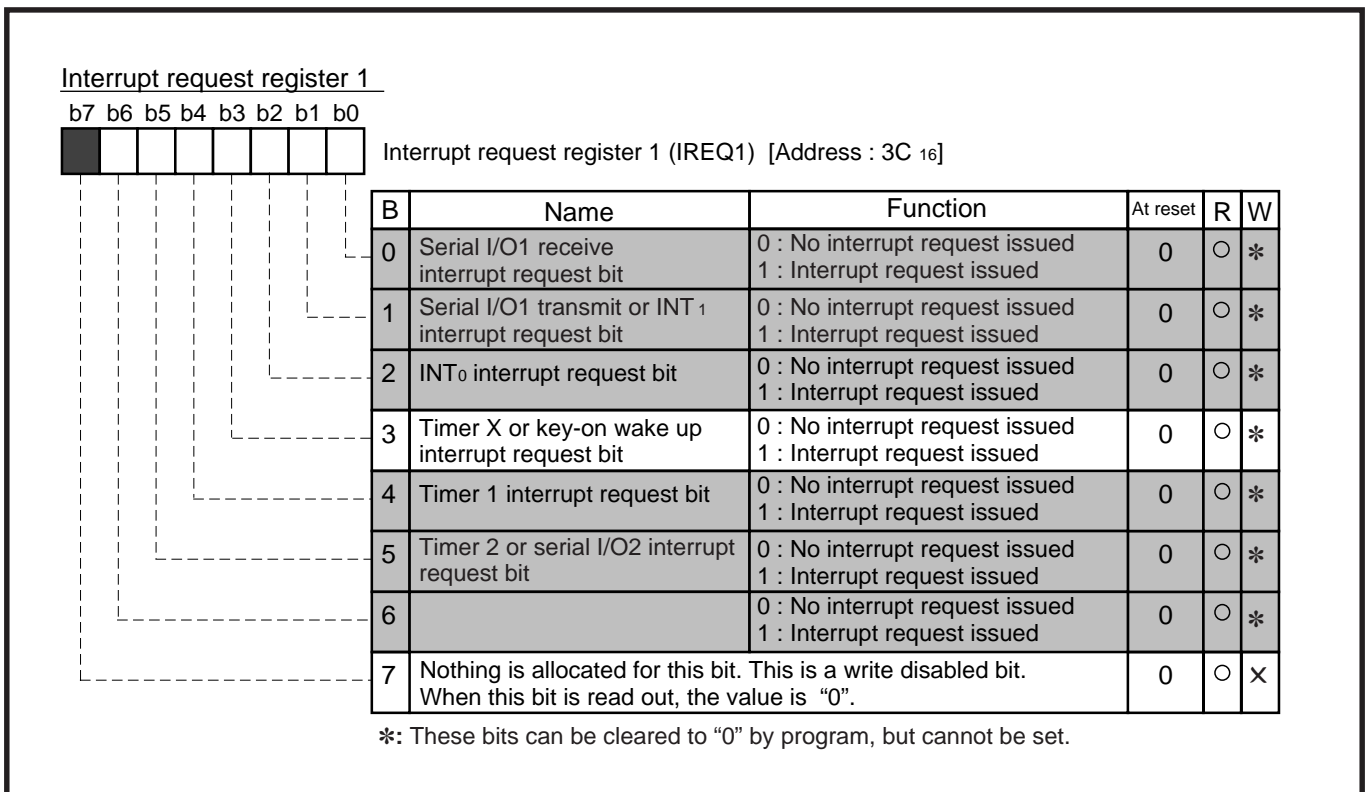 Interrupt request register 1
b7 b6 b5 b4 b3 b2 b1 b0
Interrupt request register 1 (IREQ1) [Address : 3C 16]
B Name Function At reset R W
0 Serial I/O1 receive interrupt request bit 0 : No interrupt request issued 1 : Interrupt request issued 0 ○ ✻
1 Serial I/O1 transmit or INT 1 interrupt request bit 0 : No interrupt request issued 1 : Interrupt request issued 0 ○ ✻
2 INT0 interrupt request bit 0 : No interrupt request issued 1 : Interrupt request issued 0 ○ ✻
3 Timer X or key-on wake up interrupt request bit 0 : No interrupt request issued 1 : Interrupt request issued 0 ○ ✻
4 Timer 1 interrupt request bit 0 : No interrupt request issued 1 : Interrupt request issued 0 ○ ✻
5 Timer 2 or serial I/O2 interrupt request bit 0 : No interrupt request issued 1 : Interrupt request issued 0 ○ ✻
6 0 : No interrupt request issued 1 : Interrupt request issued 0 ○ ✻
7 Nothing is allocated for this bit. This is a write disabled bit. When this bit is read out, the value is “0”. 0 ○ ✕
✻: These bits can be cleared to “0” by program, but cannot be set.